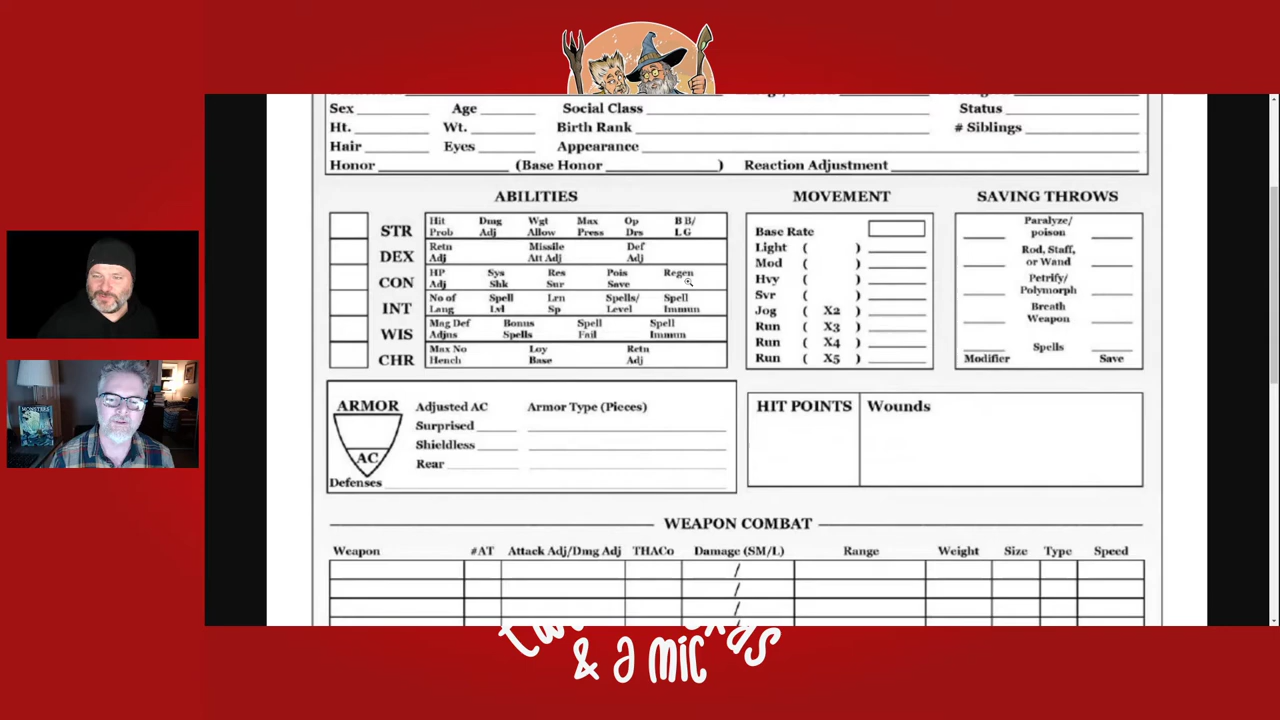 Sex Age Social Class Status
Ht. Wt. Birth Rank # Siblings
Hair Eyes Appearance
Honor (Base Honor ) Reaction Adjustment
ABILITIES
STR Hit Prob Dmg Adj Wgt Allow Max Press Op Drs B B/ L G
DEX Retn Adj Missile Att Adj Def Adj
CON HP Adj Sys Shk Res Sur Pois Save Regen
INT No of Lang Spell Lvl Lrn Sp Spells/ Level Spell Immun
WIS Mng Def Adjns Bonus Spells Spell Fail Spell Immun
CHR Max No Hench Loy Base Retn Adj
MOVEMENT
Base Rate
Light ( )
Mod ( )
Hvy ( )
Svr ( )
Jog ( X2 )
Run ( X3 )
Run ( X4 )
Run ( X5 )
SAVING THROWS
Paralyze/
poison
Rod, Staff,
or Wand
Petrify/
Polymorph
Breath
Weapon
Spells
Modifier Save
ARMOR Adjusted AC Armor Type (Pieces)
Surprised
Shieldless
AC
Rear
Defenses
HIT POINTS Wounds
WEAPON COMBAT
Weapon #AT Attack Adj/Dmg Adj THACo Damage (SM/L) Range Weight Size Type Speed
/
/
/
& a mic
MONSTERS